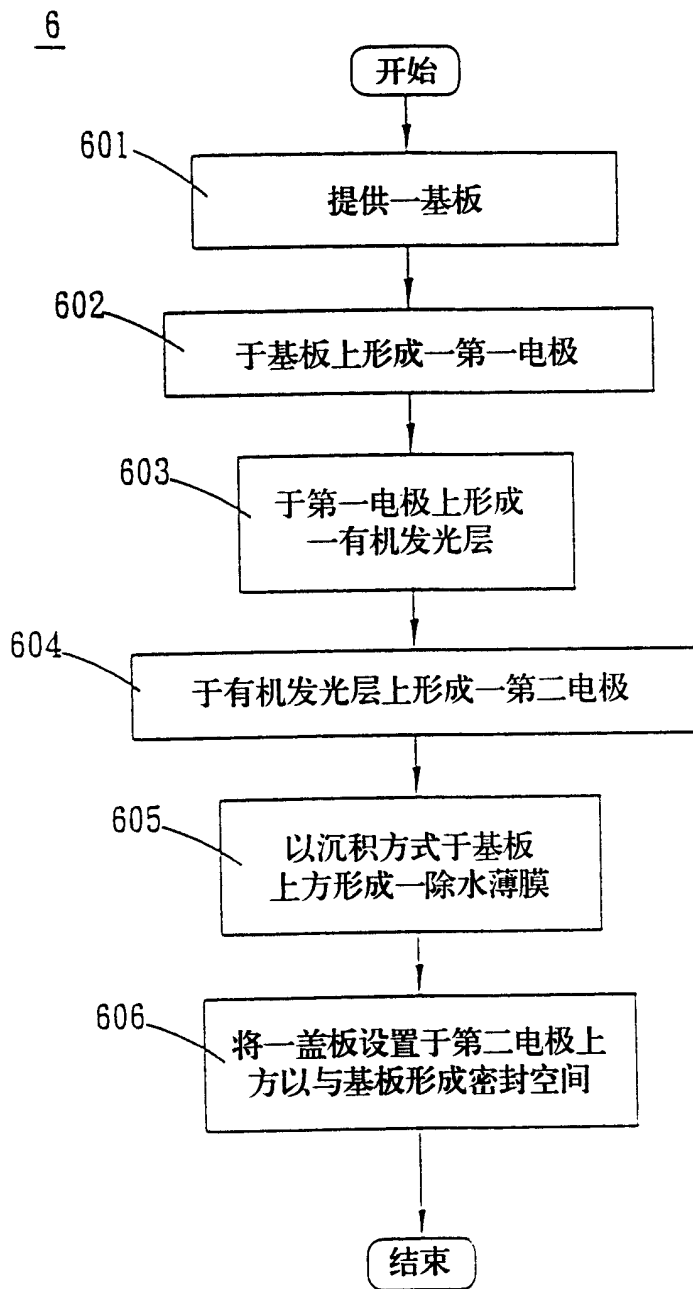 6
开始
601
提供一基板
602
于基板上形成一第一电极
603
于第一电极上形成
一有机发光层
604
于有机发光层上形成一第二电极
605
以沉积方式于基板
上方形成一除水薄膜
606
将一盖板设置于第二电极上
方以与基板形成密封空间
结束